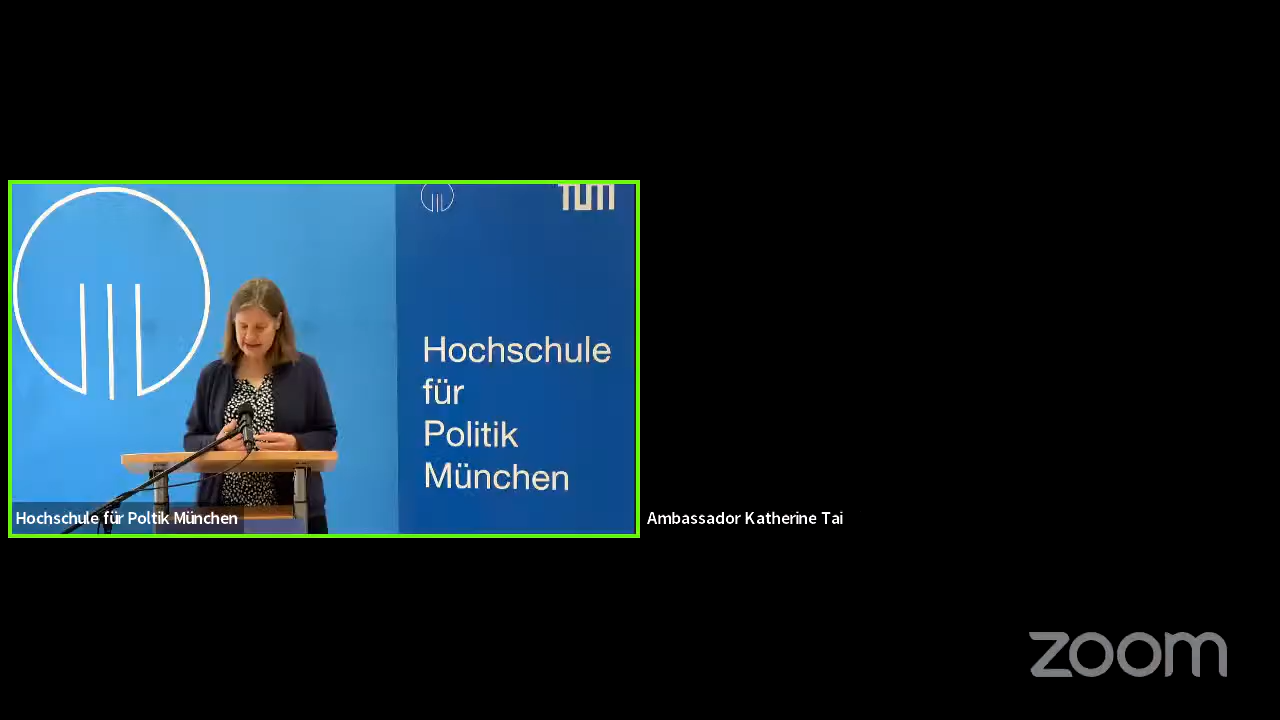 TUM
Hochschule
für
Politik
München
Hochschule für Poltik München
Ambassador Katherine Tai
zoom